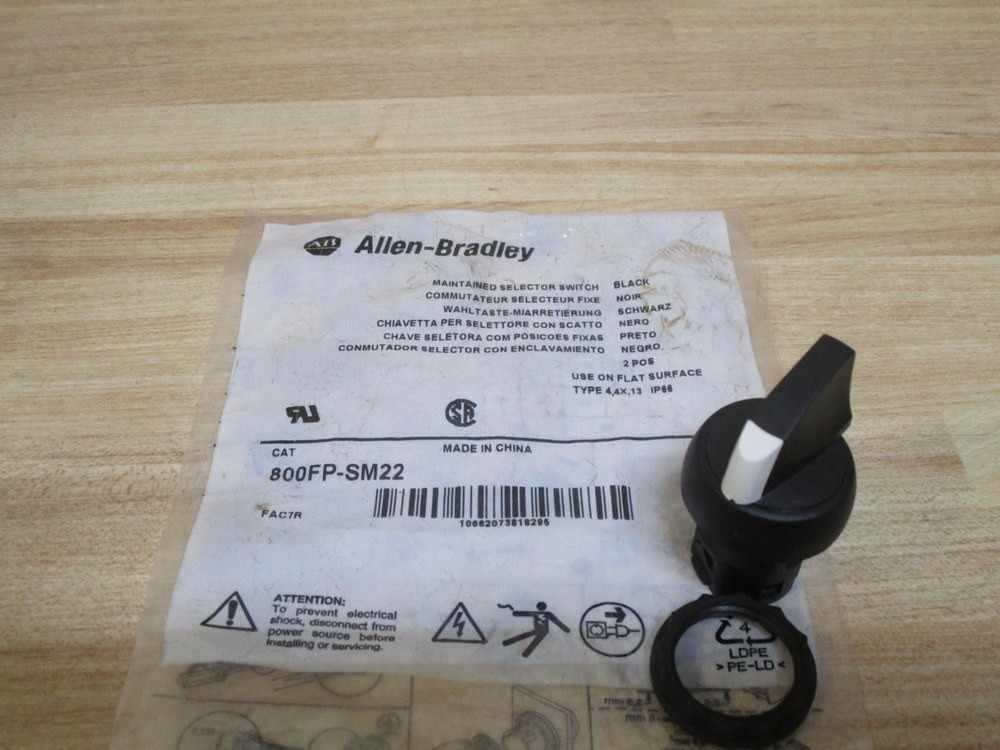 AB Allen-Bradley
MAINTAINED SELECTOR SWITCH BLACK
COMMUTATEUR SELECTEUR FIXE NOIR
WAHLTASTE-M/ARRETIERUNG SCHWARZ
CHIAVETTA PER SELETTORE CON SCATTO NERO
CHAVE SELETORA COM POSICOES FIXAS PRETO
CONMUTADOR SELECTOR CON ENCLAVAMIENTO NEGRO
2 POS
USE ON FLAT SURFACE
TYPE 4,4X,13 IP66
CAT MADE IN CHINA
800FP-SM22
FAC7R
10662073818295
ATTENTION:
To prevent electrical
shock, disconnect from
power source before
installing or servicing.
4
LDPE
>PE-LD<